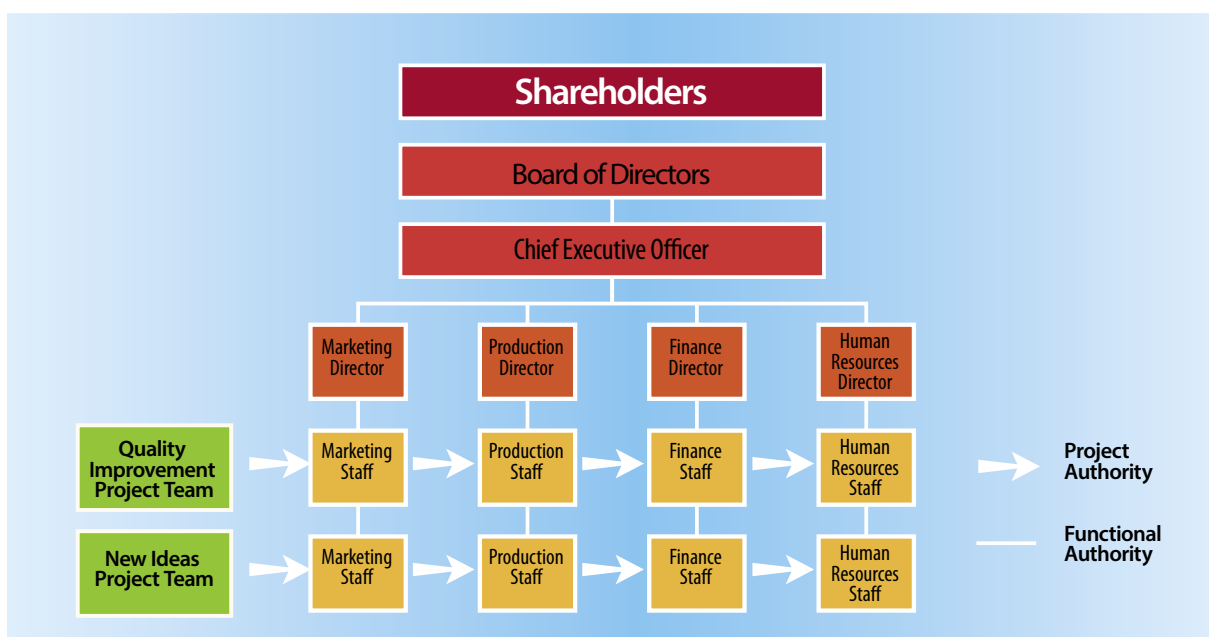 Shareholders
Board of Directors
Chief Executive Officer
Marketing
Director
Production
Director
Finance
Director
Human
Resources
Director
Quality
Improvement
Project Team
Marketing
Staff
Production
Staff
Finance
Staff
Human
Resources
Staff
Project
Authority
New Ideas
Project Team
Marketing
Staff
Production
Staff
Finance
Staff
Human
Resources
Staff
Functional
Authority